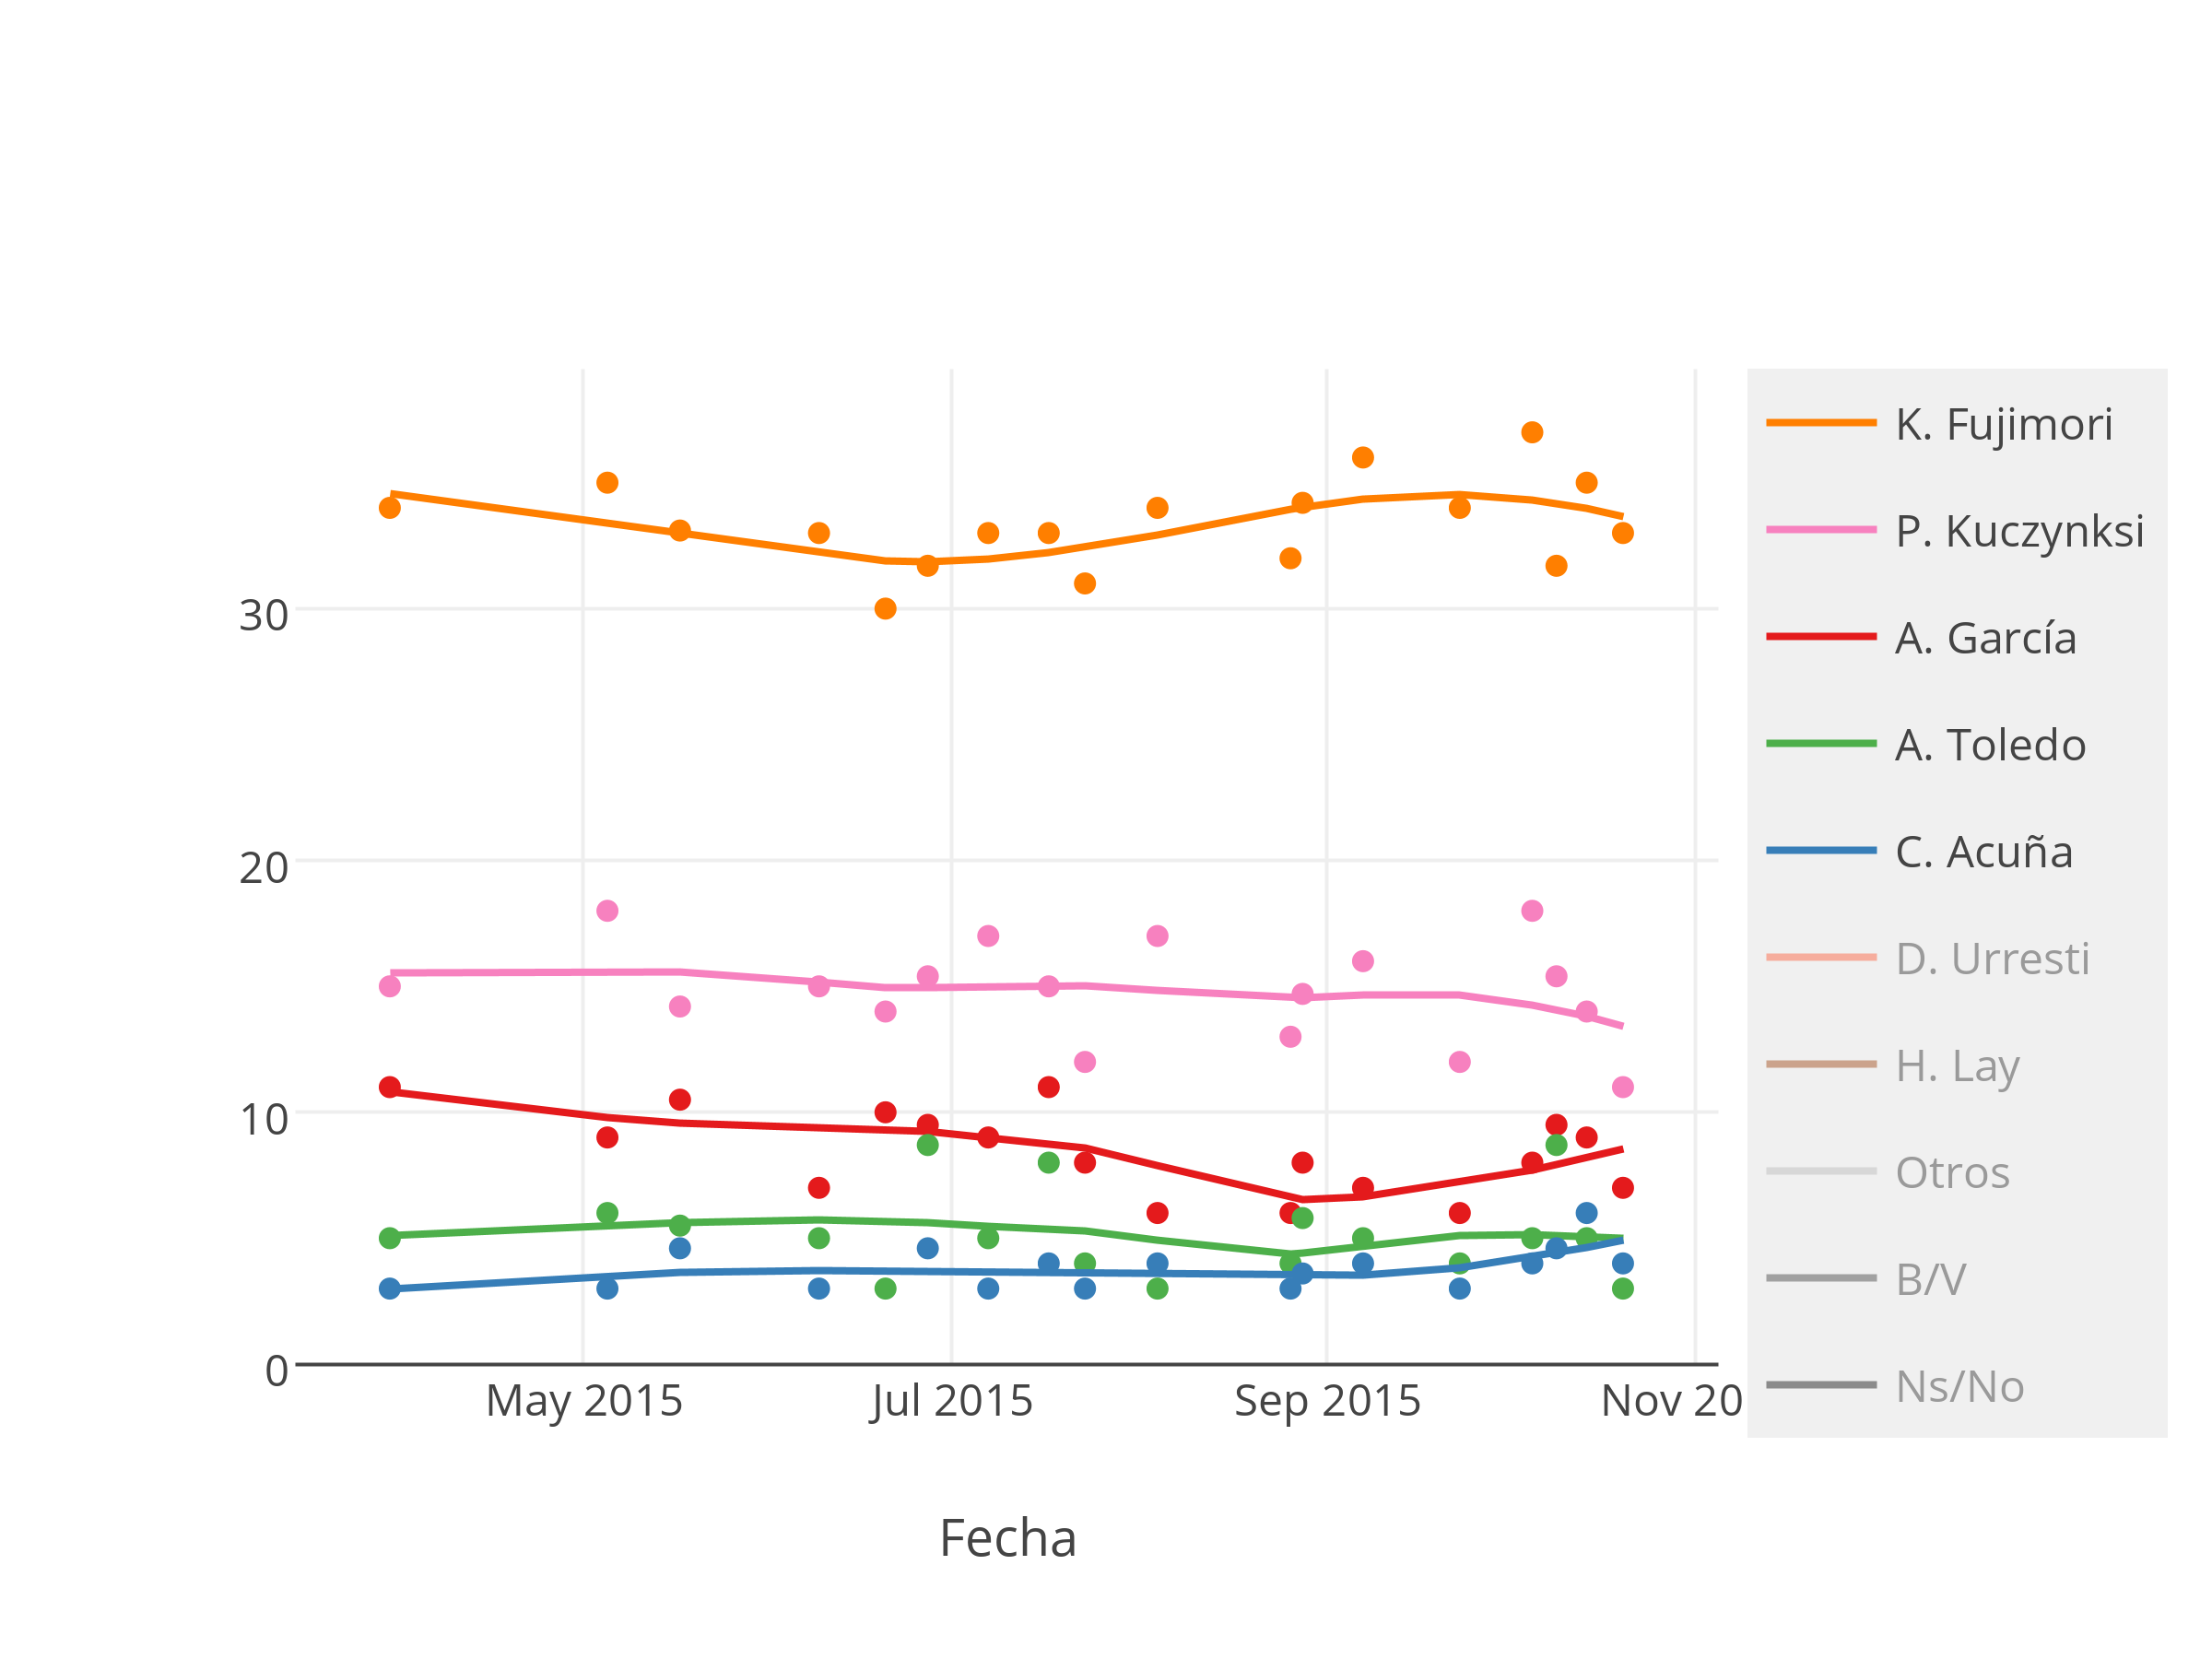 30
20
10
0
May 2015
Jul 2015
Sep 2015
Nov 20
Fecha
K. Fujimori
P. Kuczynksi
A. García
A. Toledo
C. Acuña
D. Urresti
H. Lay
Otros
B/V
Ns/No